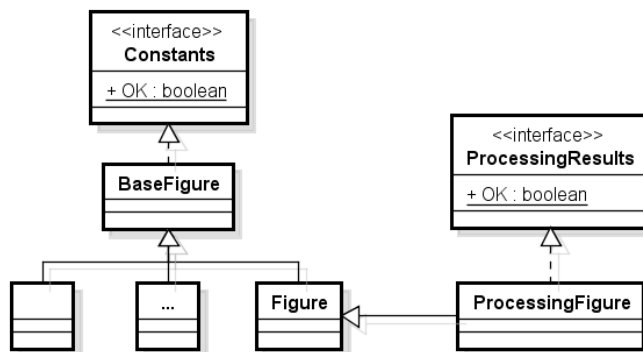 <<interface>>
Constants
+ OK : boolean
<<interface>>
ProcessingResults
+ OK : boolean
BaseFigure
...
Figure
ProcessingFigure